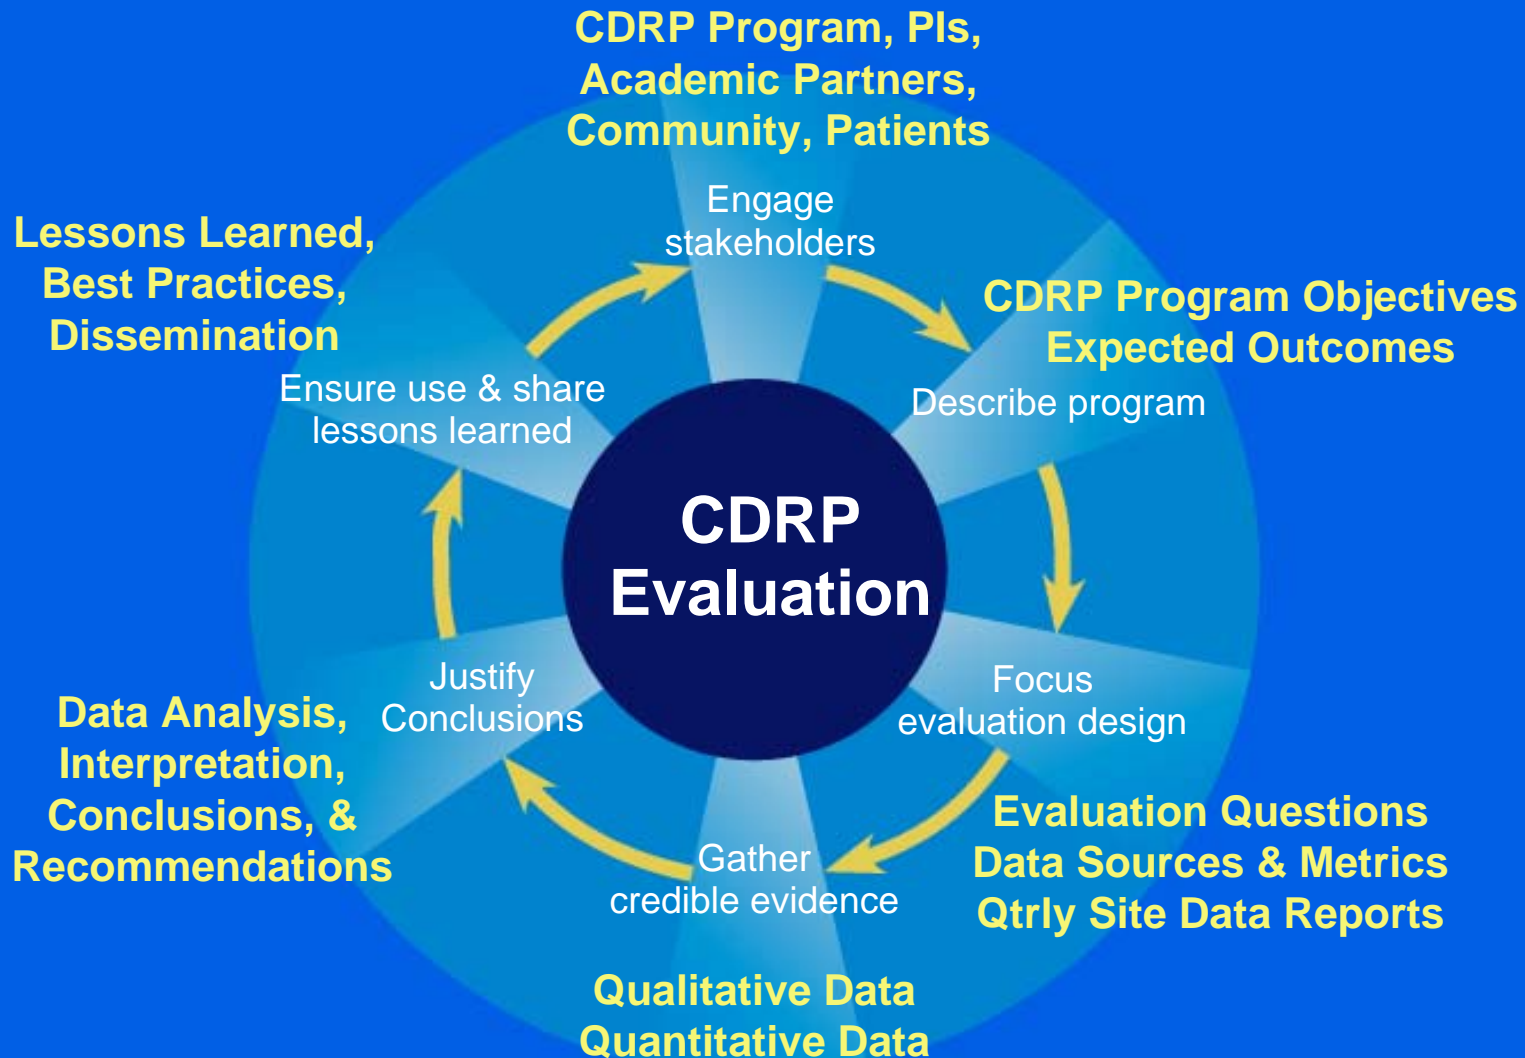 CDRP Program, PIs,
Academic Partners,
Community, Patients
Engage
stakeholders
CDRP Program Objectives
Expected Outcomes
Describe program
Focus
evaluation design
Evaluation Questions
Data Sources & Metrics
Qtrly Site Data Reports
Gather
credible evidence
Qualitative Data
Quantitative Data
Justify
Conclusions
Data Analysis,
Interpretation,
Conclusions, &
Recommendations
Lessons Learned,
Best Practices,
Dissemination
Ensure use & share
lessons learned
CDRP
Evaluation